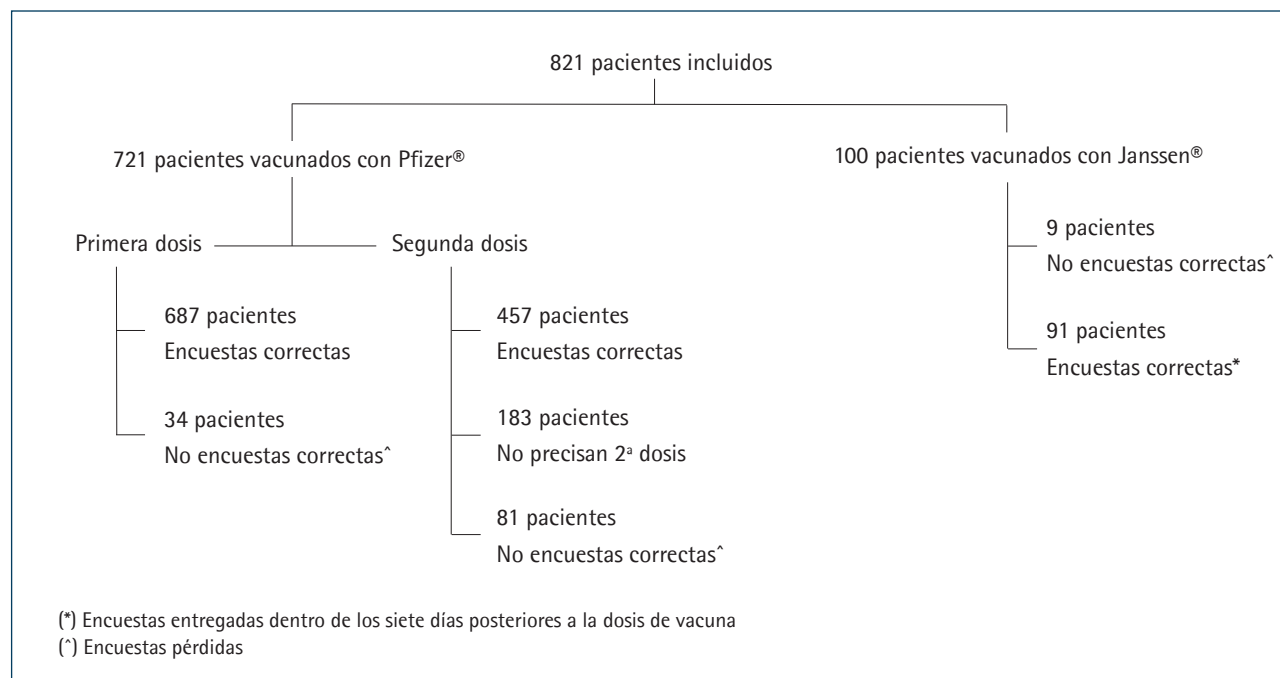 821 pacientes incluidos
721 pacientes vacunados con Pfizer®
100 pacientes vacunados con Janssen®
Primera dosis
Segunda dosis
687 pacientes
Encuestas correctas
34 pacientes
No encuestas correctas^
457 pacientes
Encuestas correctas
183 pacientes
No precisan 2ª dosis
81 pacientes
No encuestas correctas^
9 pacientes
No encuestas correctas^
91 pacientes
Encuestas correctas*
(*) Encuestas entregadas dentro de los siete días posteriores a la dosis de vacuna
(^) Encuestas pérdidas